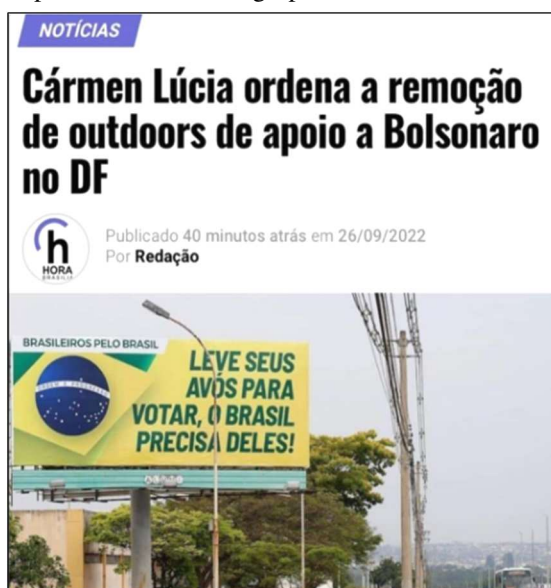 NOTÍCIAS
Cármen Lúcia ordena a remoção
de outdoors de apoio a Bolsonaro
no DF
h
HORA
BRASÍLIA
Publicado 40 minutos atrás em 26/09/2022
Por Redação
BRASILEIROS PELO BRASIL
LEVE SEUS
AVÓS PARA
VOTAR, O BRASIL
PRECISA DELES!